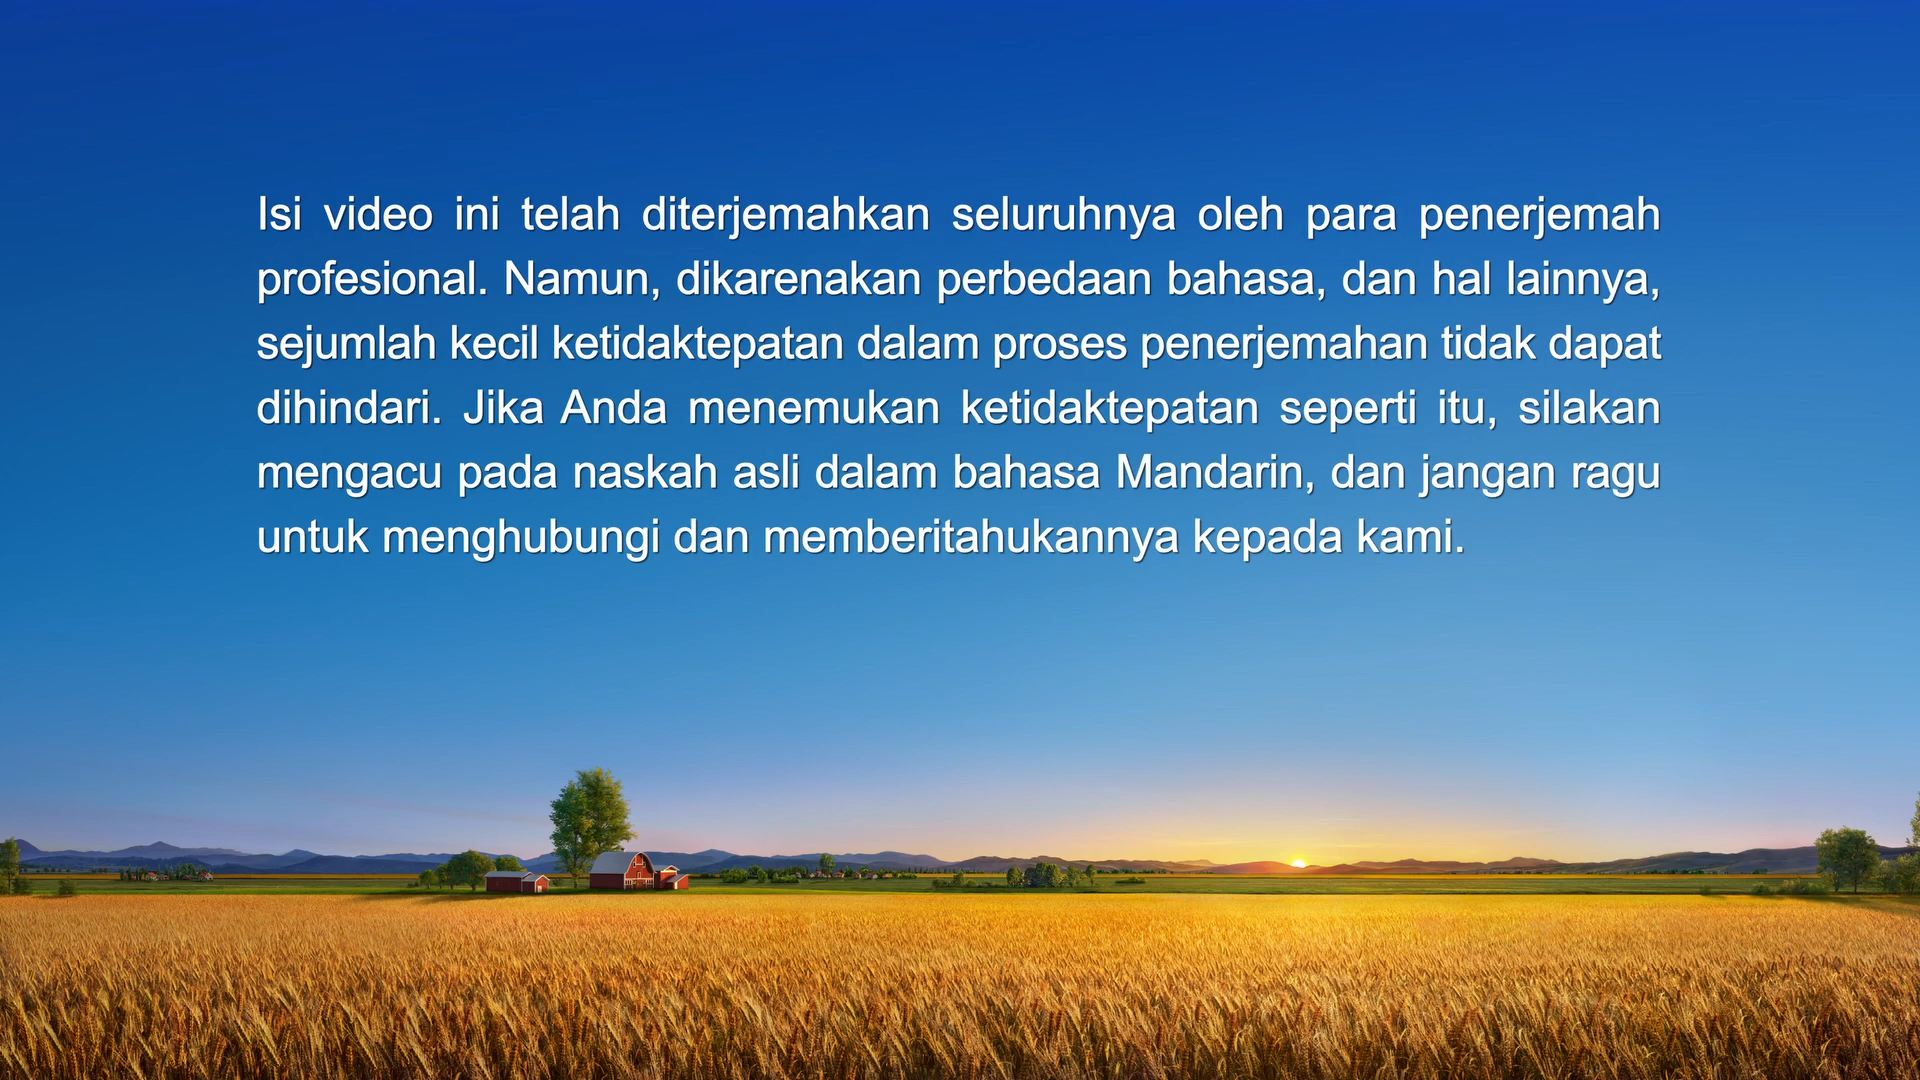 Isi video ini telah diterjemahkan seluruhnya oleh para penerjemah
profesional. Namun, dikarenakan perbedaan bahasa, dan hal lainnya,
sejumlah kecil ketidaktepatan dalam proses penerjemahan tidak dapat
dihindari. Jika Anda menemukan ketidaktepatan seperti itu, silakan
mengacu pada naskah asli dalam bahasa Mandarin, dan jangan ragu
untuk menghubungi dan memberitahukannya kepada kami.